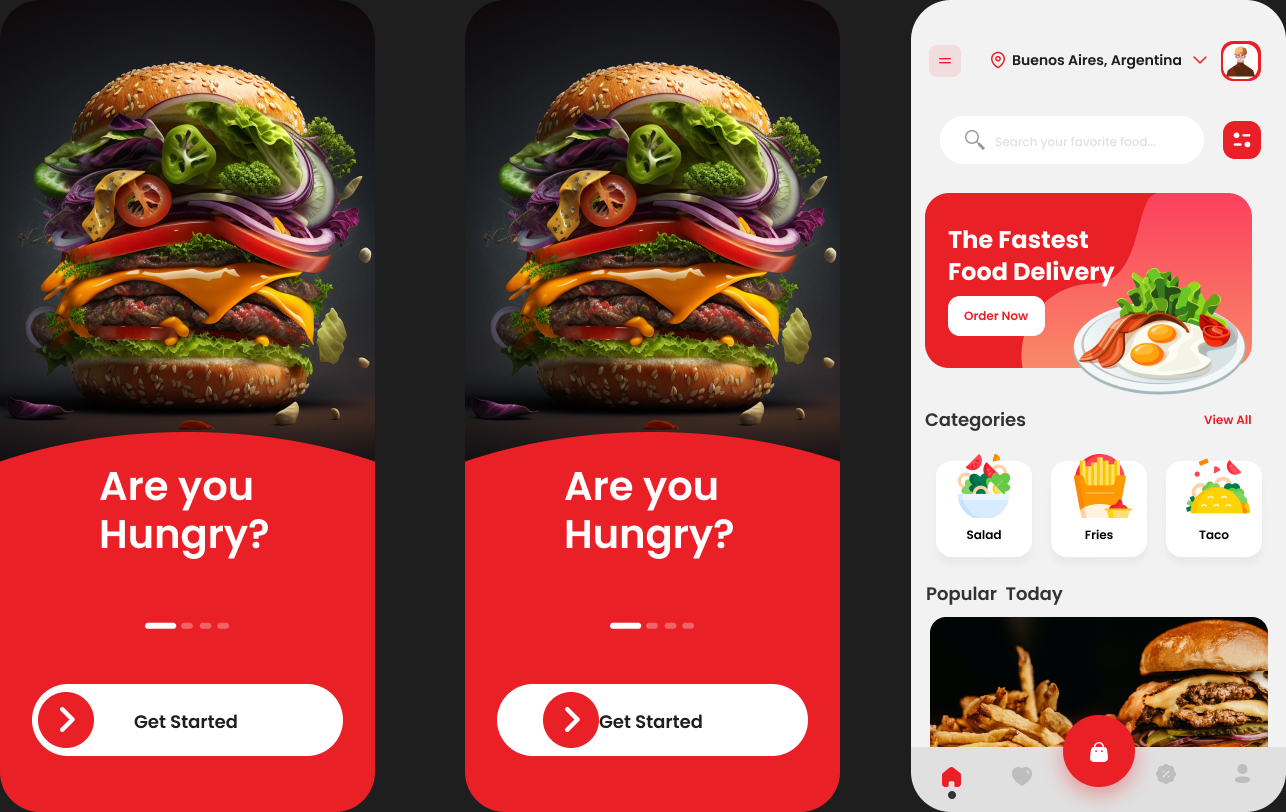 Are you
Hungry?
Get Started
Are you
Hungry?
Get Started
Buenos Aires, Argentina
Search your favorite food...
The Fastest
Food Delivery
Order Now
Categories
View All
Salad
Fries
Taco
Popular Today